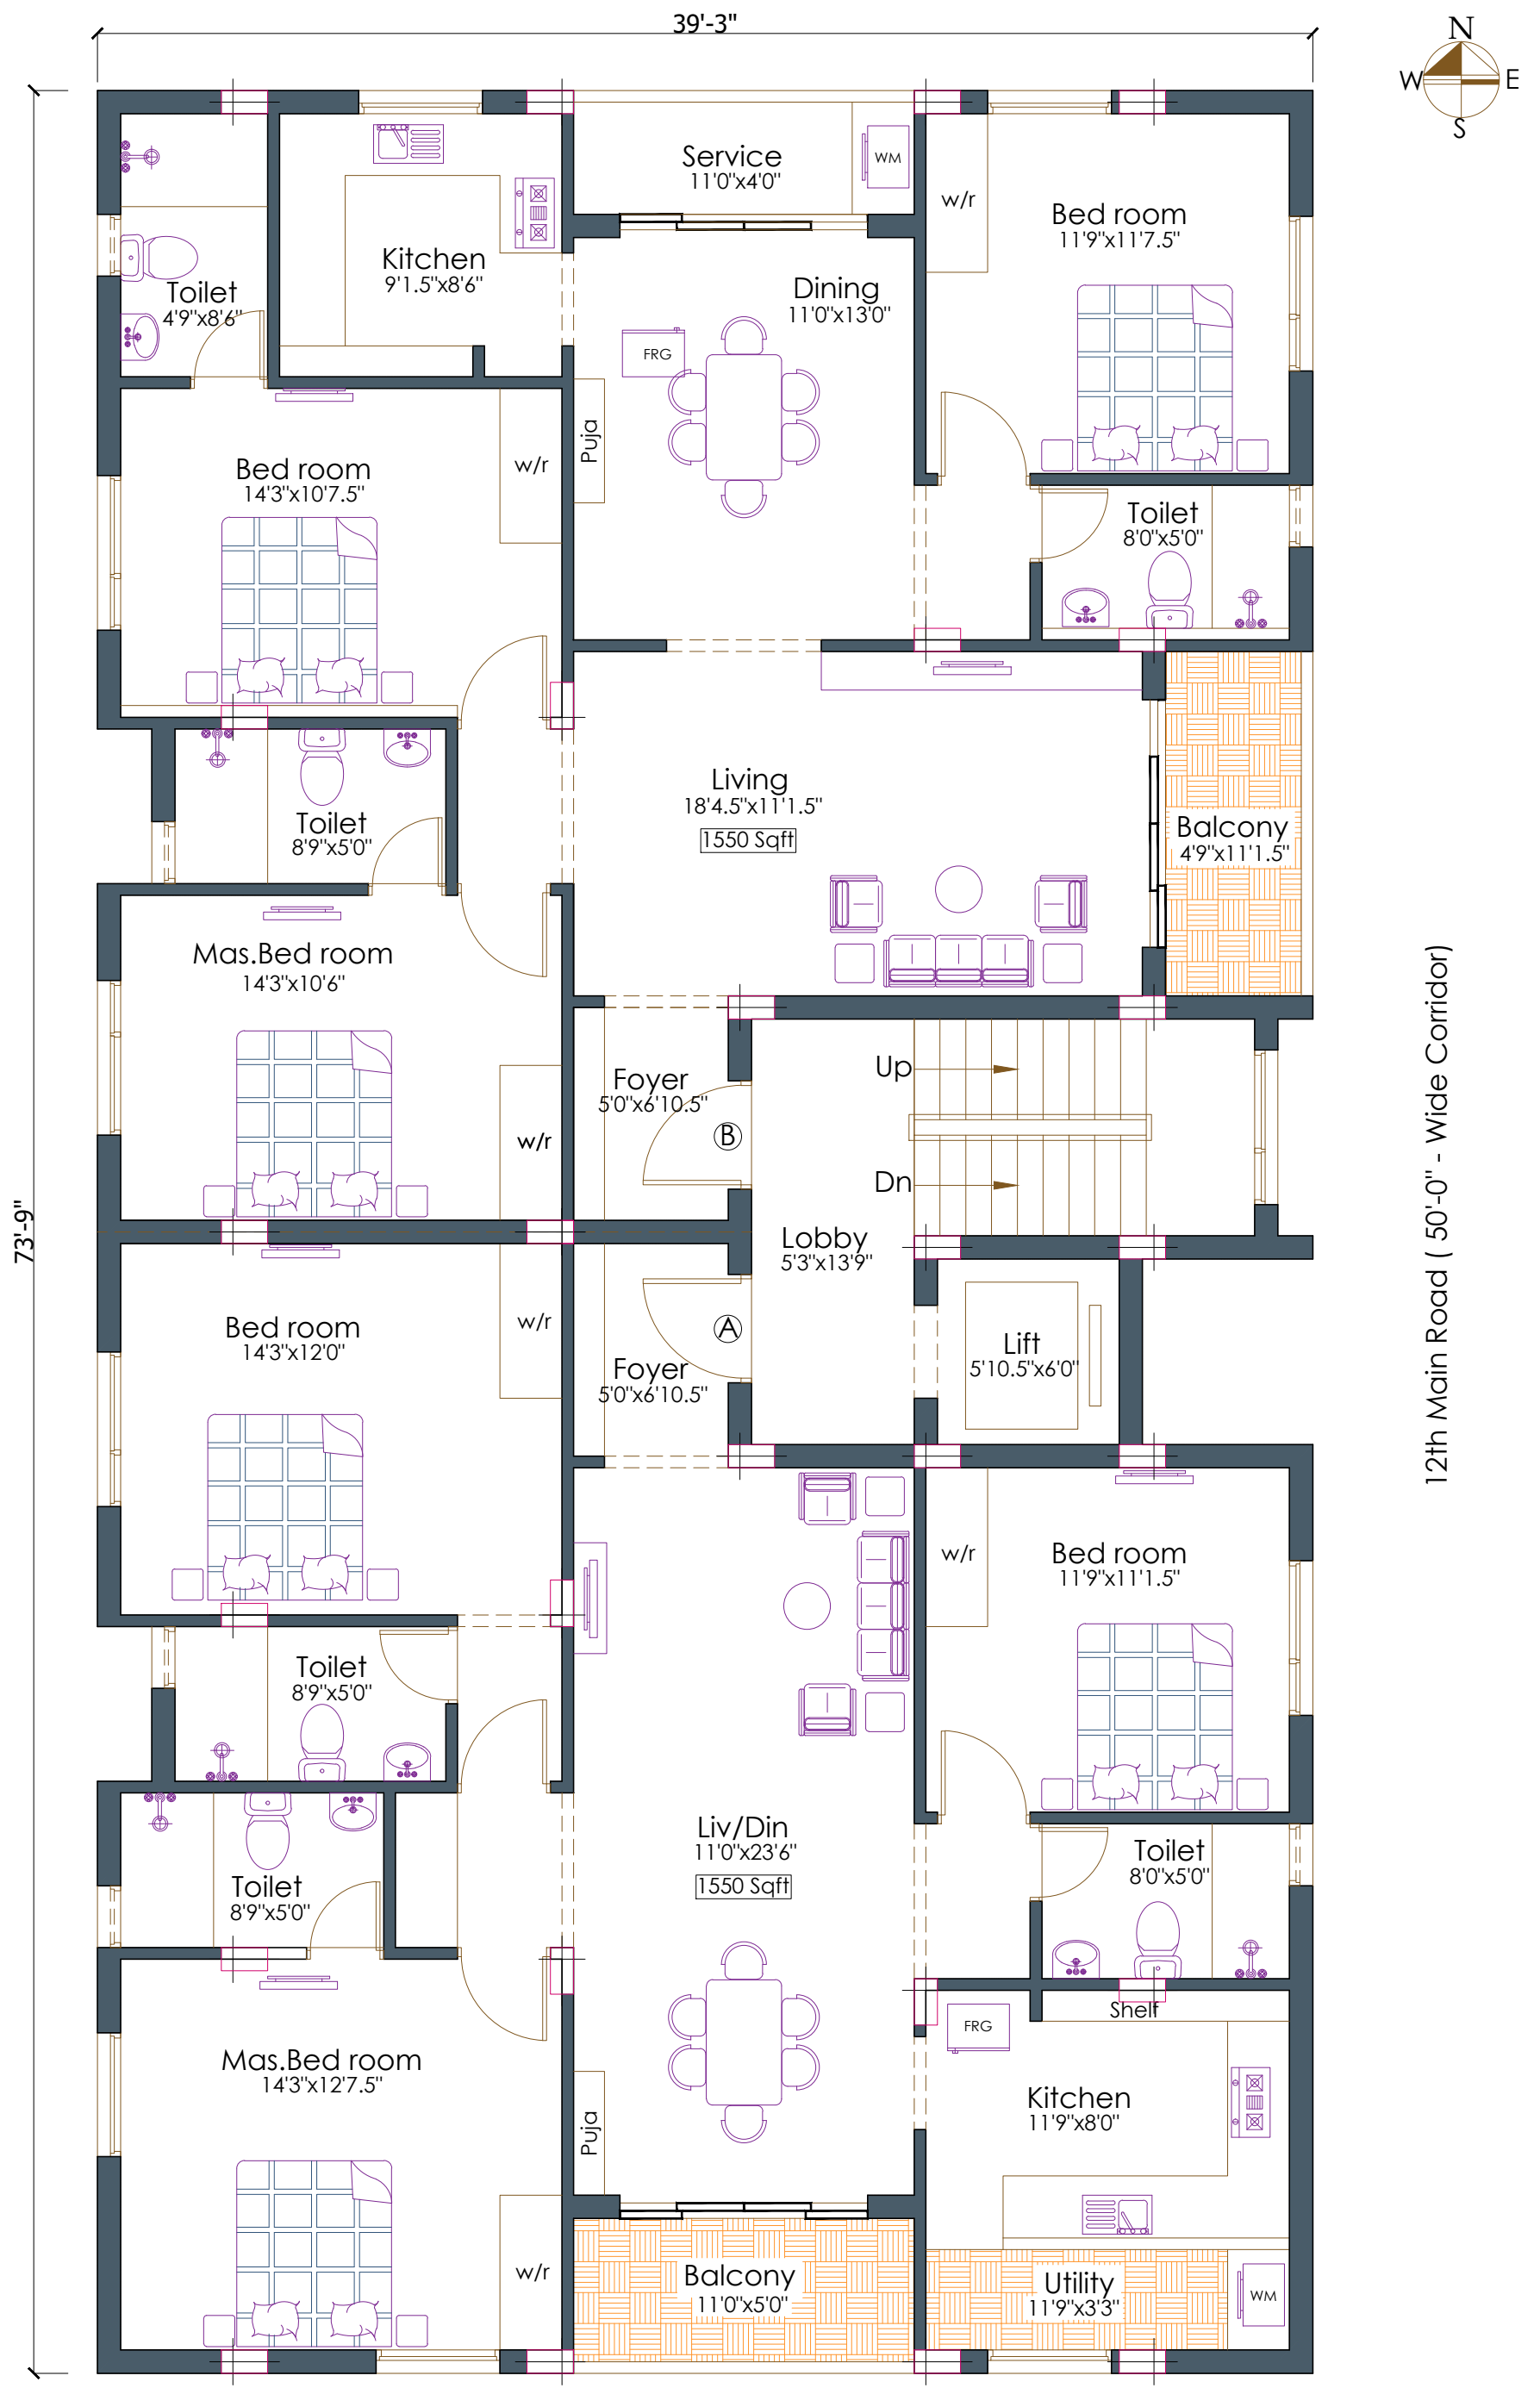 39'-3"
N
W E
S
Service
11'0"x4'0"
WM
w/r
Bed room
11'9"x11'7.5"
Kitchen
9'1.5"x8'6"
Toilet
4'9"x8'6"
Dining
11'0"x13'0"
FRG
Puja
Bed room
14'3"x10'7.5"
w/r
Toilet
8'0"x5'0"
Living
18'4.5"x11'1.5"
1550 Sqft
Toilet
8'9"x5'0"
Balcony
4'9"x11'1.5"
Mas.Bed room
14'3"x10'6"
w/r
Foyer
5'0"x6'10.5"
B
Up
Dn
Lobby
5'3"x13'9"
73'-9"
12th Main Road ( 50'-0" - Wide Corridor)
Bed room
14'3"x12'0"
w/r
A
Foyer
5'0"x6'10.5"
Lift
5'10.5"x6'0"
w/r
Bed room
11'9"x11'1.5"
Toilet
8'9"x5'0"
Liv/Din
11'0"x23'6"
1550 Sqft
Toilet
8'0"x5'0"
Toilet
8'9"x5'0"
Shelf
FRG
Mas.Bed room
14'3"x12'7.5"
Kitchen
11'9"x8'0"
Puja
w/r
Balcony
11'0"x5'0"
Utility
11'9"x3'3"
WM